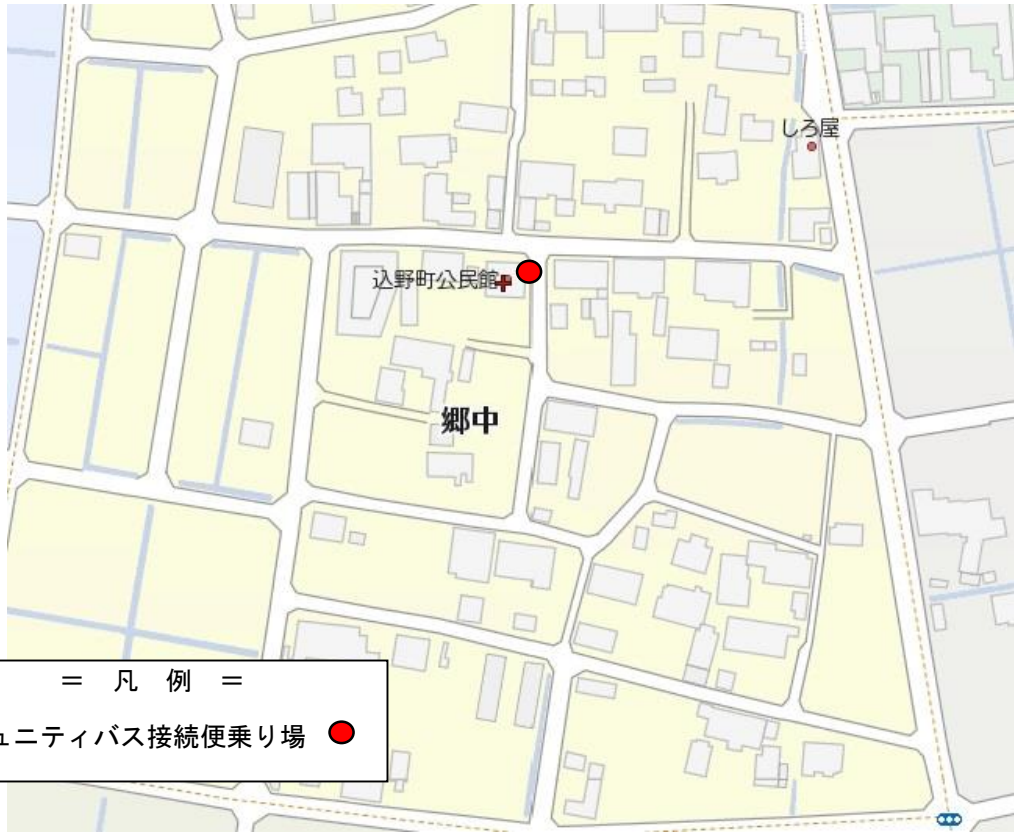 しろ屋
込野町公民館
郷中
＝ 凡 例 ＝
ュニティバス接続便乗り場